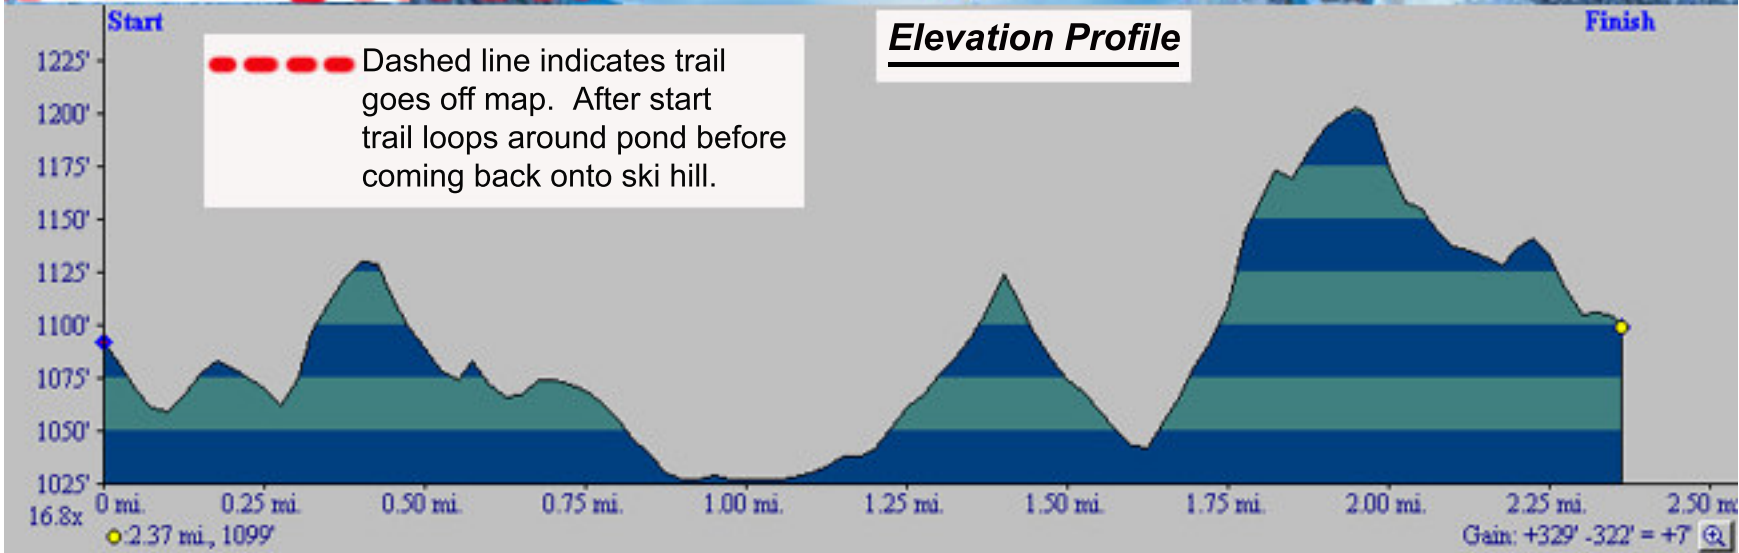 Start
Elevation Profile
Finish
Dashed line indicates trail
goes off map. After start
trail loops around pond before
coming back onto ski hill.
1225'
1200'
1175'
1150'
1125'
1100'
1075'
1050'
1025'
0 mi. 0.25 mi. 0.50 mi. 0.75 mi. 1.00 mi. 1.25 mi. 1.50 mi. 1.75 mi. 2.00 mi. 2.25 mi. 2.50 m
16.8x
:2.37 mi., 1099'
Gain: +329' -322' = +7'